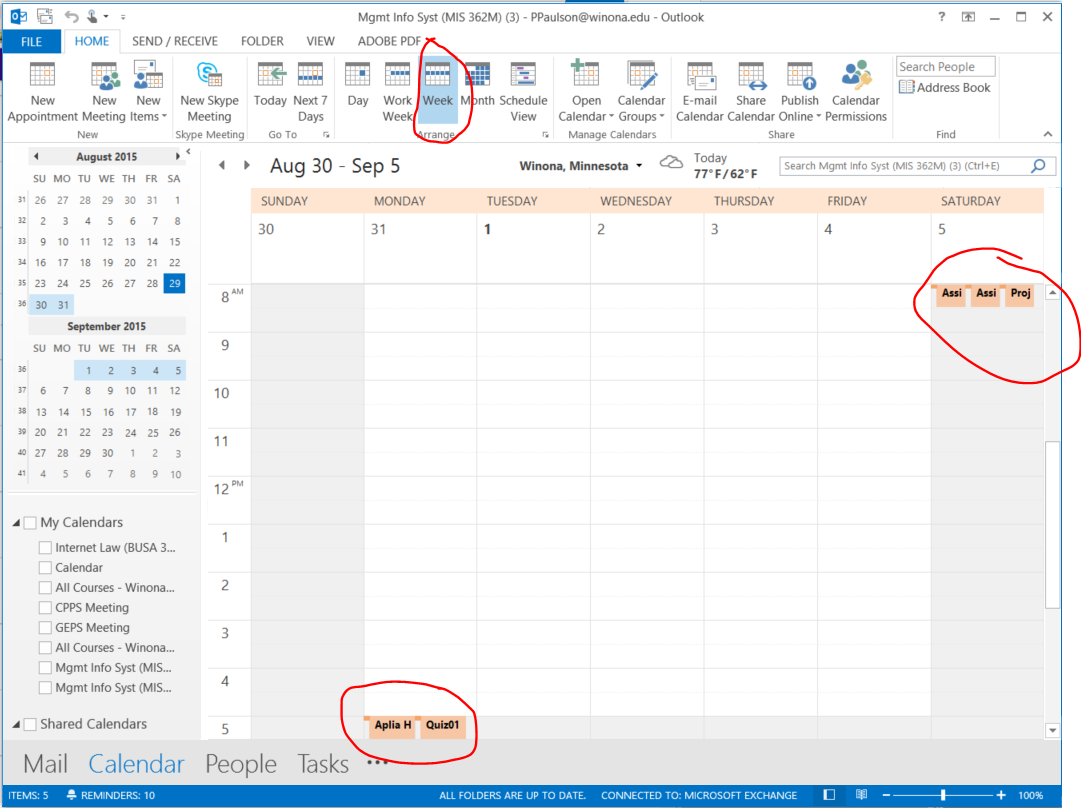 Mgmt Info Syst (MIS 362M) (3) - PPaulson@winona.edu - Outlook
FILE HOME SEND / RECEIVE FOLDER VIEW ADOBE PDF
New Appointment
New Meeting
New Items
New
New Skype Meeting
Skype Meeting
Today
Next 7 Days
Go To
Day
Work Week
Week
Month
Schedule View
Arrange
Open Calendar
Calendar Groups
Manage Calendars
E-mail Calendar
Share Calendar
Publish Online
Calendar Permissions
Share
Search People
Address Book
Find
August 2015
SU MO TU WE TH FR SA
31 26 27 28 29 30 31 1
32 2 3 4 5 6 7 8
33 9 10 11 12 13 14 15
34 16 17 18 19 20 21 22
35 23 24 25 26 27 28 29
36 30 31
September 2015
SU MO TU WE TH FR SA
36 1 2 3 4 5
37 6 7 8 9 10 11 12
38 13 14 15 16 17 18 19
39 20 21 22 23 24 25 26
40 27 28 29 30 1 2 3
41 4 5 6 7 8 9 10
My Calendars
Internet Law (BUSA 3...
Calendar
All Courses - Winona...
CPPS Meeting
GEPS Meeting
All Courses - Winona...
Mgmt Info Syst (MIS...
Mgmt Info Syst (MIS...
Shared Calendars
Aug 30 - Sep 5
Winona, Minnesota
Today
77°F/62°F
Search Mgmt Info Syst (MIS 362M) (3) (Ctrl+E)
SUNDAY MONDAY TUESDAY WEDNESDAY THURSDAY FRIDAY SATURDAY
30 31 1 2 3 4 5
8 AM
Assi Assi Proj
9
10
11
12 PM
1
2
3
4
5
Aplia H Quiz01
Mail Calendar People Tasks ...
ITEMS: 5 REMINDERS: 10 ALL FOLDERS ARE UP TO DATE. CONNECTED TO: MICROSOFT EXCHANGE 100%